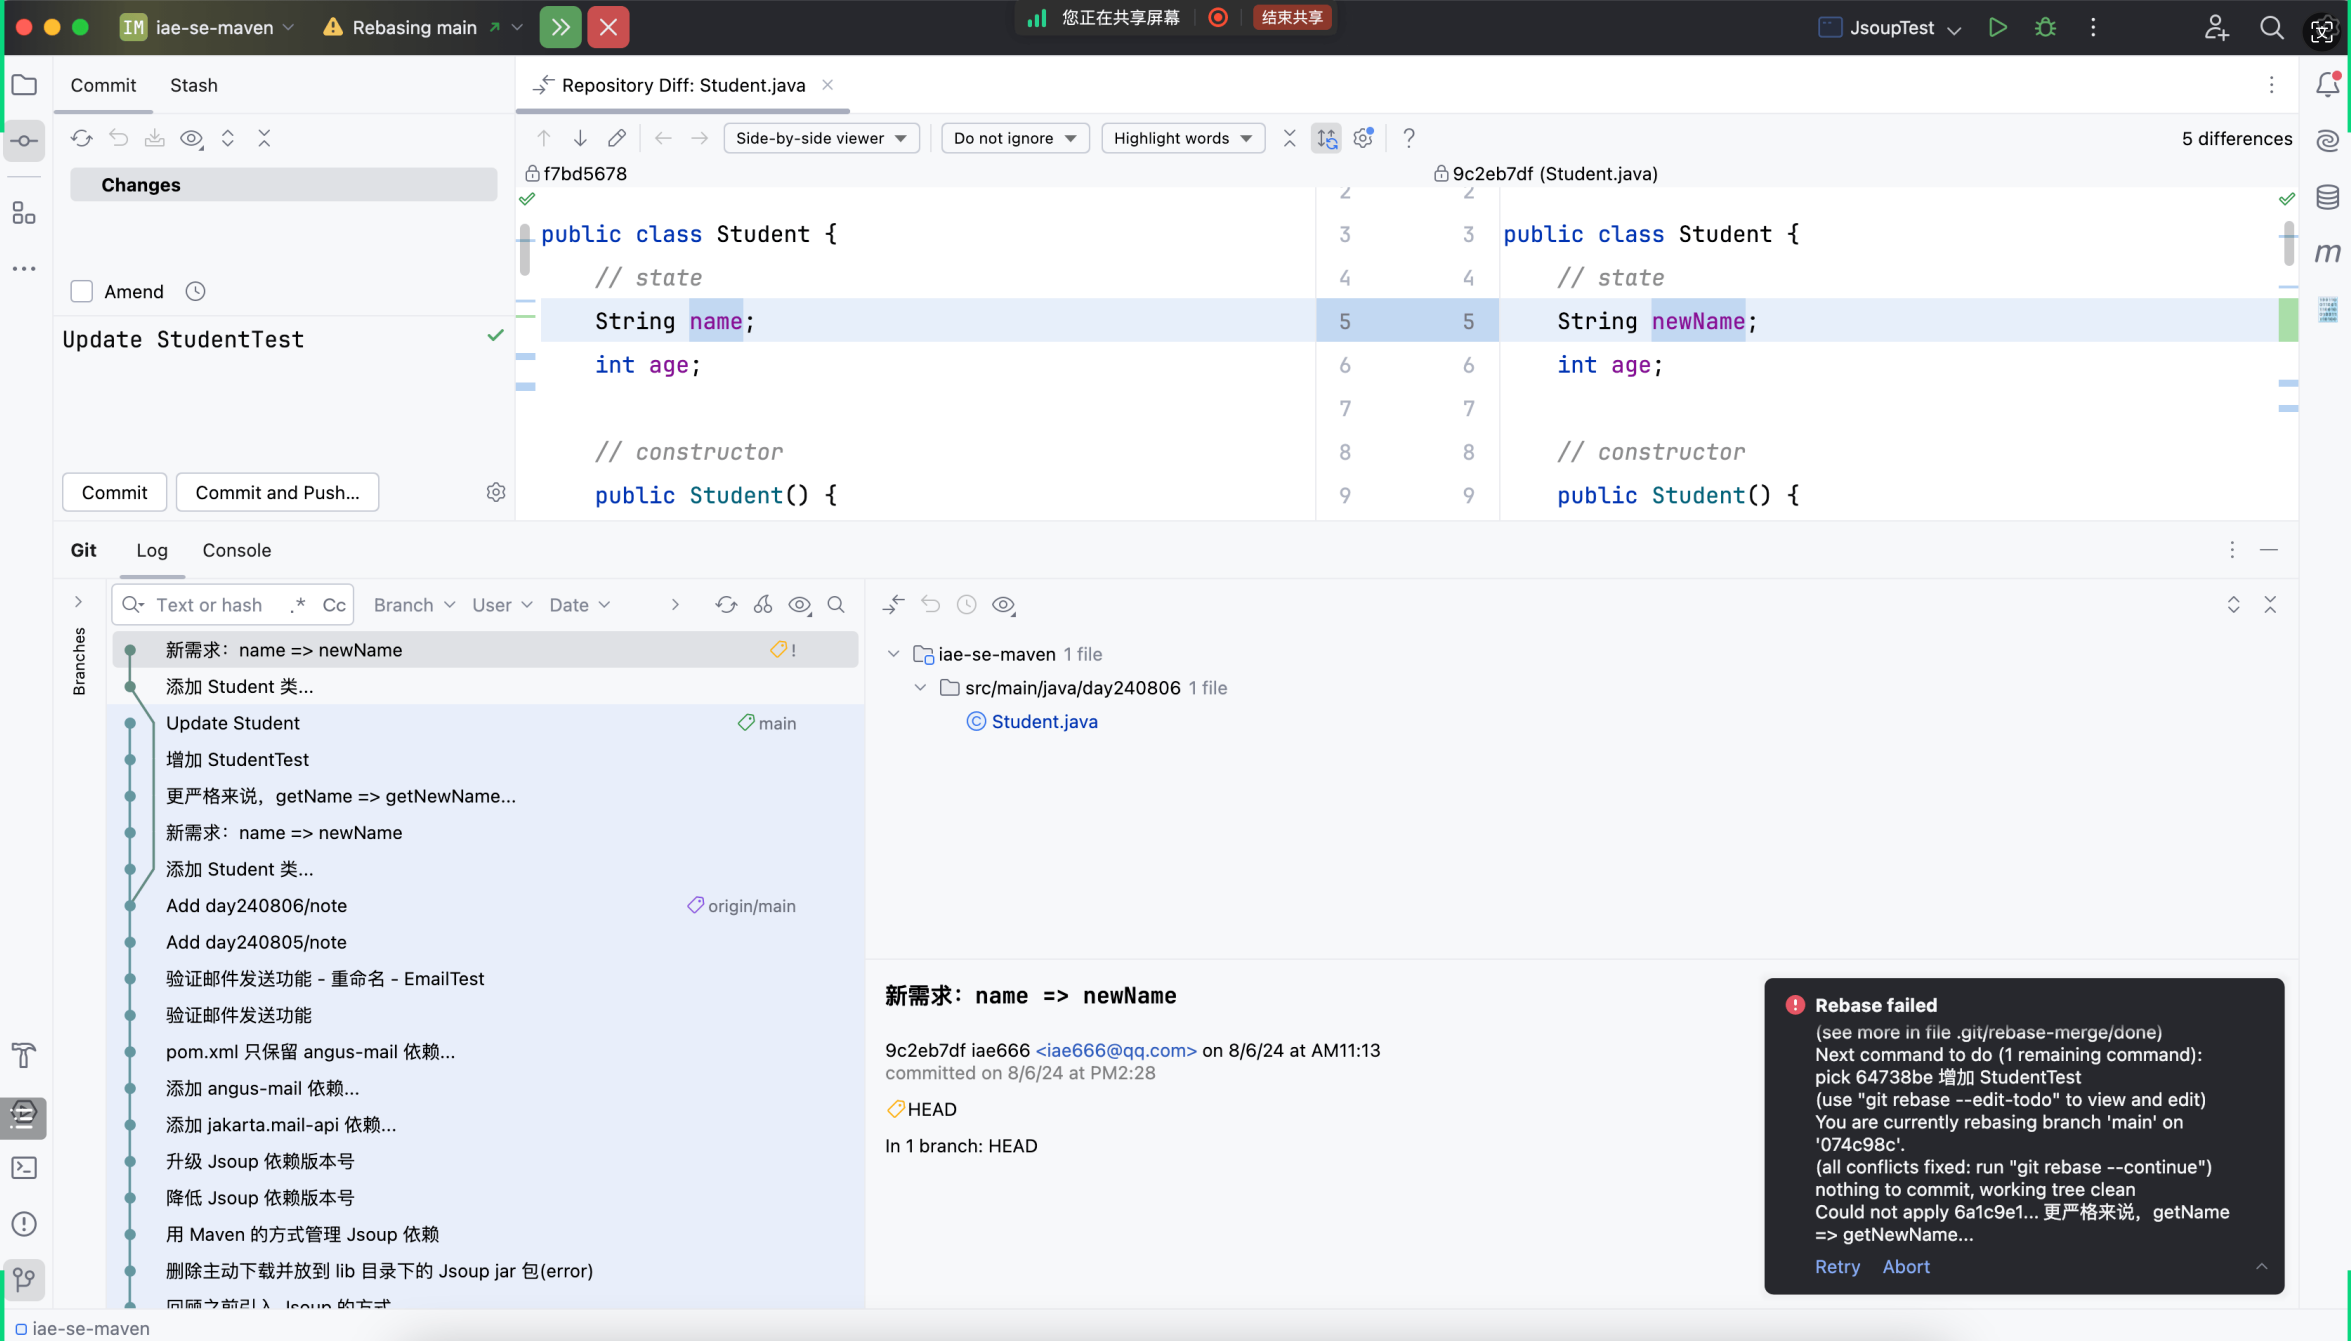 IM iae-se-maven
Rebasing main
您正在共享屏幕
结束共享
JsoupTest
Commit
Stash
Repository Diff: Student.java
Side-by-side viewer
Do not ignore
Highlight words
?
5 differences
Changes
f7bd5678
9c2eb7df (Student.java)
2 2
public class Student { 3 3 public class Student {
// state 4 4 // state
String name; 5 5 String newName;
int age; 6 6 int age;
7 7
// constructor 8 8 // constructor
public Student() { 9 9 public Student() {
Amend
Update StudentTest
Commit
Commit and Push...
m
Git
Log
Console
Branches
Text or hash
.*
Cc
Branch
User
Date
新需求：name => newName !
添加 Student 类...
Update Student main
增加 StudentTest
更严格来说，getName => getNewName...
新需求：name => newName
添加 Student 类...
Add day240806/note origin/main
Add day240805/note
验证邮件发送功能 - 重命名 - EmailTest
验证邮件发送功能
pom.xml 只保留 angus-mail 依赖...
添加 angus-mail 依赖...
添加 jakarta.mail-api 依赖...
升级 Jsoup 依赖版本号
降低 Jsoup 依赖版本号
用 Maven 的方式管理 Jsoup 依赖
删除主动下载并放到 lib 目录下的 Jsoup jar 包(error)
回顾之前引入 Jsoup 的方式
iae-se-maven 1 file
src/main/java/day240806 1 file
Student.java
新需求：name => newName
9c2eb7df iae666 <iae666@qq.com> on 8/6/24 at AM11:13
committed on 8/6/24 at PM2:28
HEAD
In 1 branch: HEAD
Rebase failed
(see more in file .git/rebase-merge/done)
Next command to do (1 remaining command):
pick 64738be 增加 StudentTest
(use "git rebase --edit-todo" to view and edit)
You are currently rebasing branch 'main' on
'074c98c'.
(all conflicts fixed: run "git rebase --continue")
nothing to commit, working tree clean
Could not apply 6a1c9e1... 更严格来说，getName
=> getNewName...
Retry
Abort
iae-se-maven